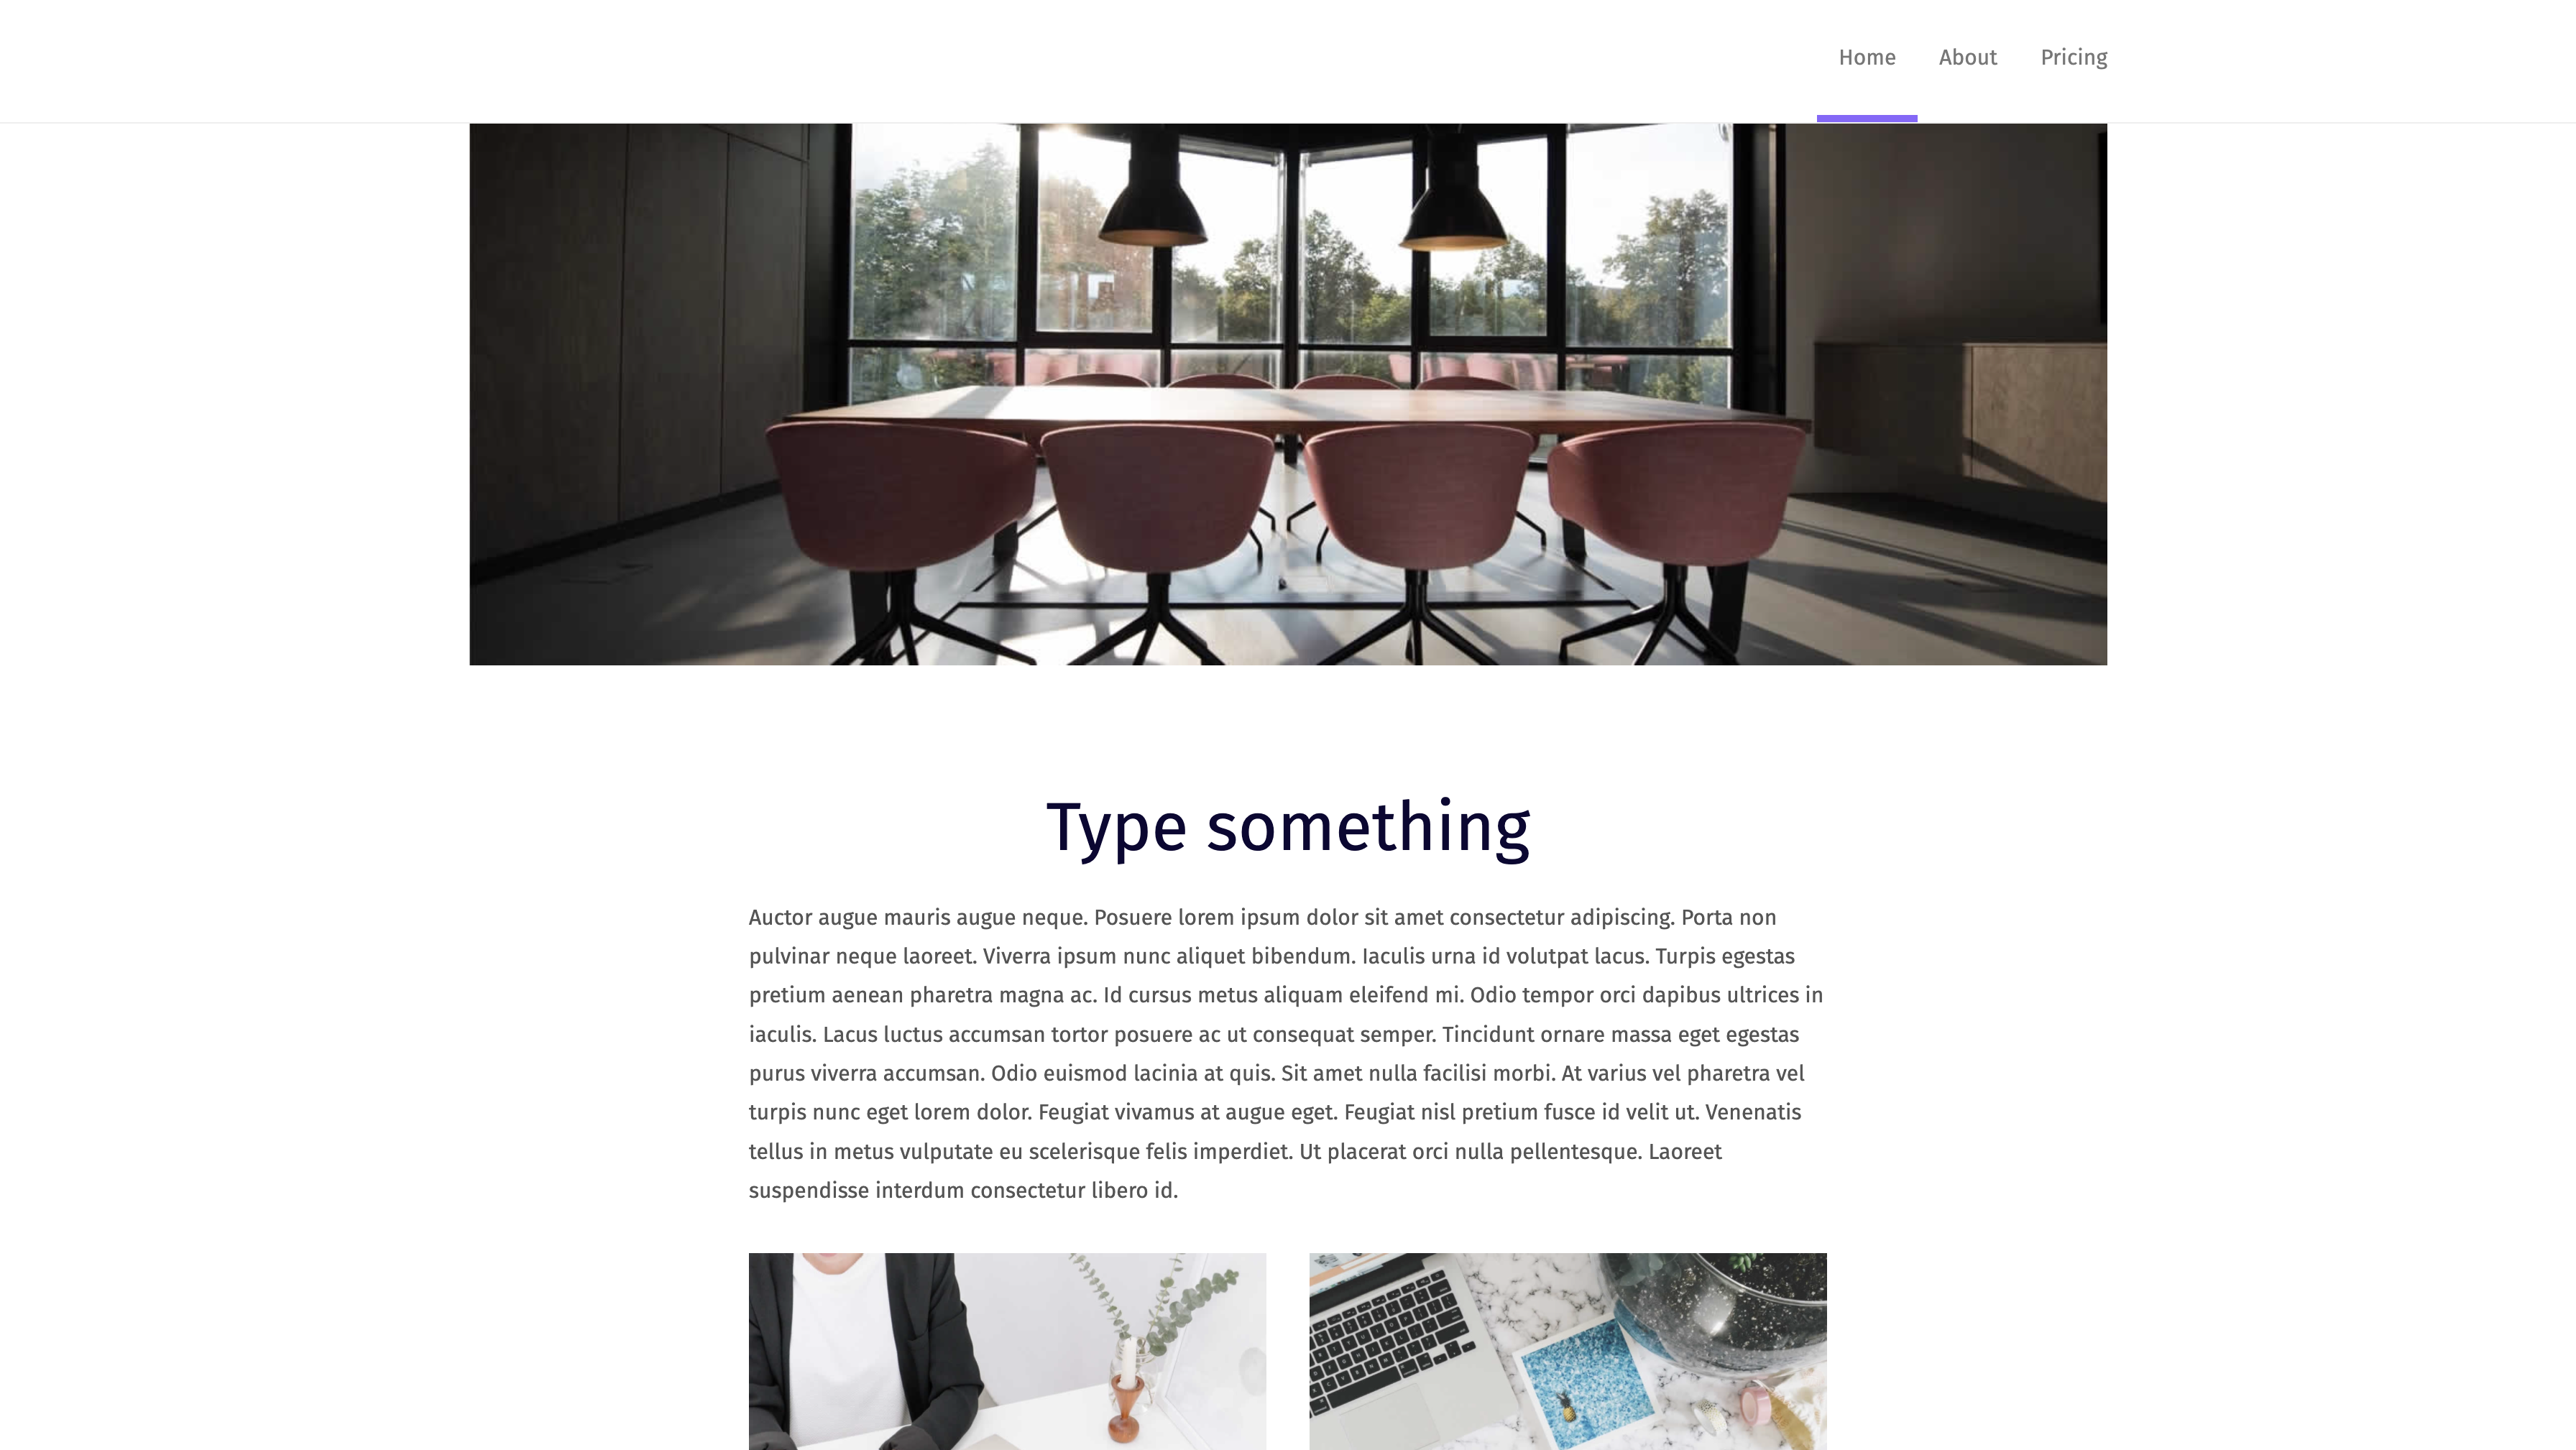 Home About Pricing
Type something
Auctor augue mauris augue neque. Posuere lorem ipsum dolor sit amet consectetur adipiscing. Porta non
pulvinar neque laoreet. Viverra ipsum nunc aliquet bibendum. Iaculis urna id volutpat lacus. Turpis egestas
pretium aenean pharetra magna ac. Id cursus metus aliquam eleifend mi. Odio tempor orci dapibus ultrices in
iaculis. Lacus luctus accumsan tortor posuere ac ut consequat semper. Tincidunt ornare massa eget egestas
purus viverra accumsan. Odio euismod lacinia at quis. Sit amet nulla facilisi morbi. At varius vel pharetra vel
turpis nunc eget lorem dolor. Feugiat vivamus at augue eget. Feugiat nisl pretium fusce id velit ut. Venenatis
tellus in metus vulputate eu scelerisque felis imperdiet. Ut placerat orci nulla pellentesque. Laoreet
suspendisse interdum consectetur libero id.